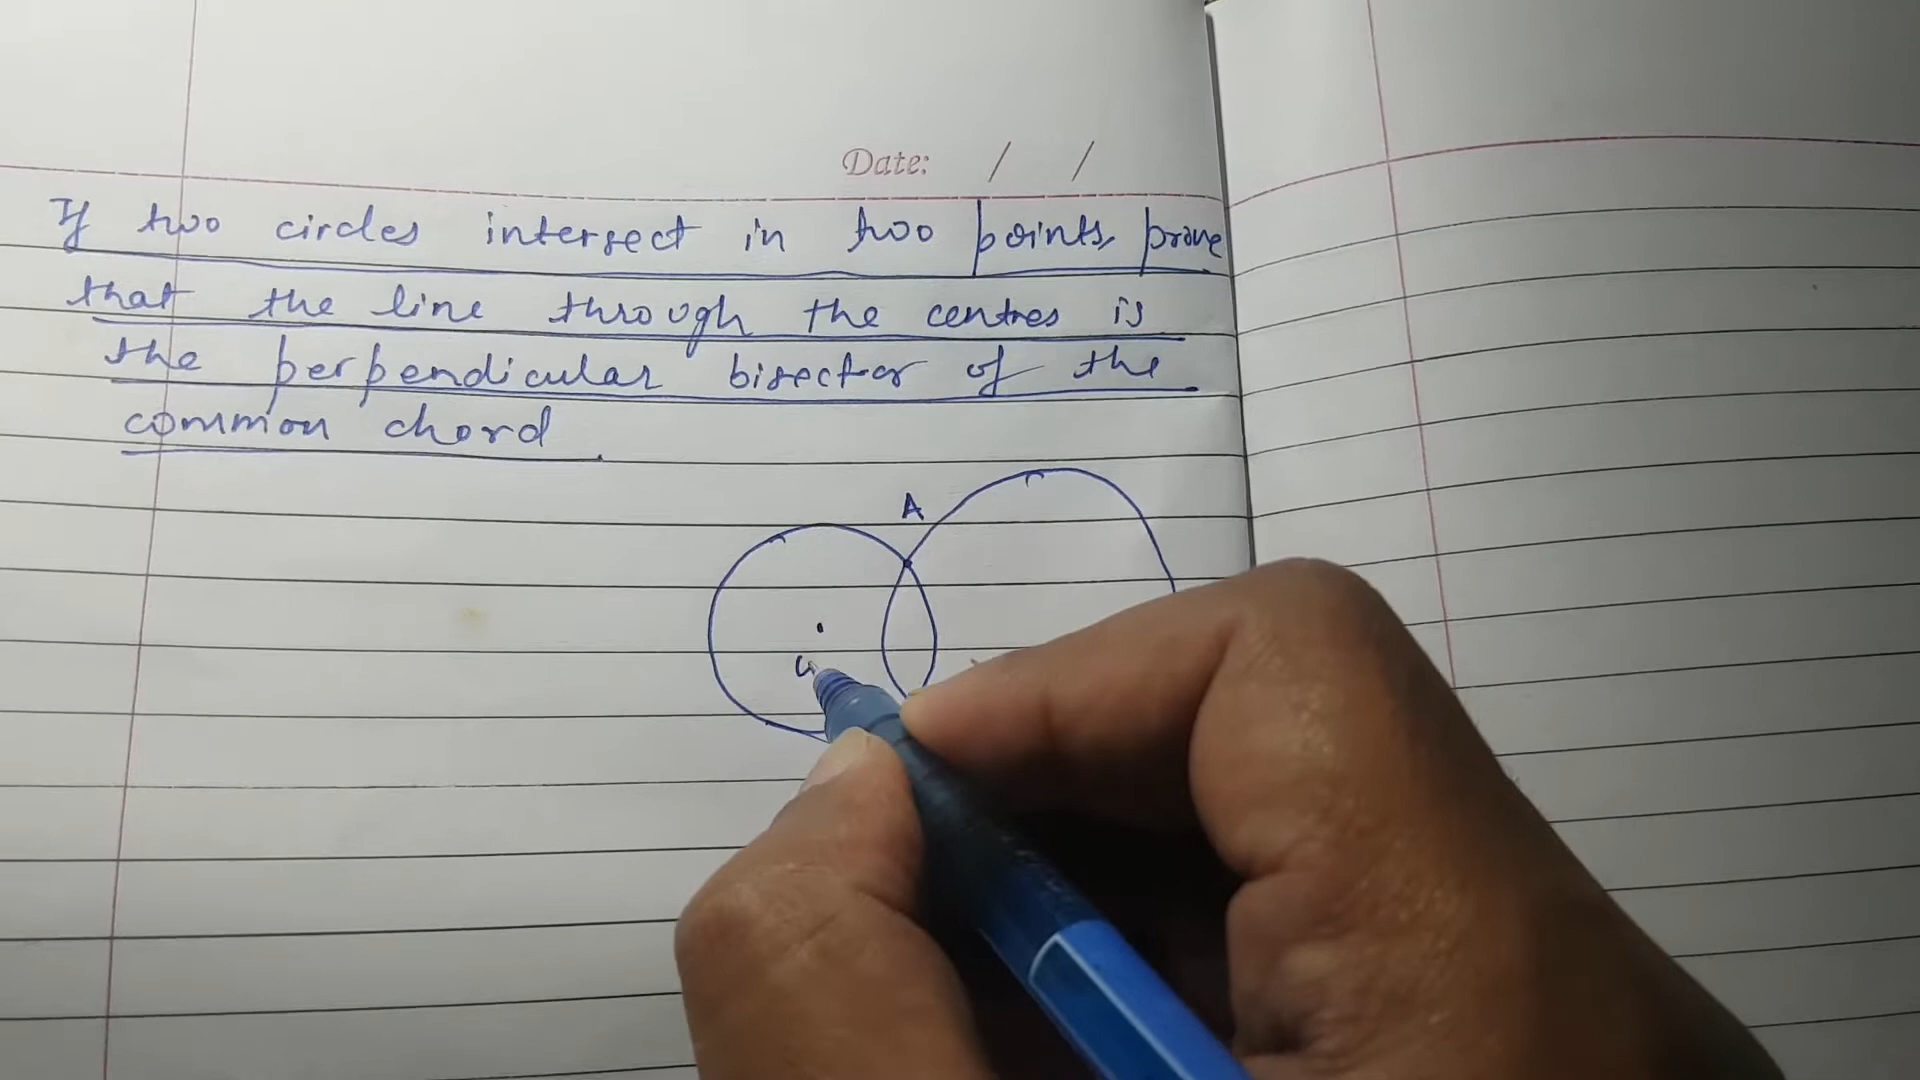 Date: / /
If two circles intersect in two points, prove
that the line through the centres is
the perpendicular bisector of the
common chord
A